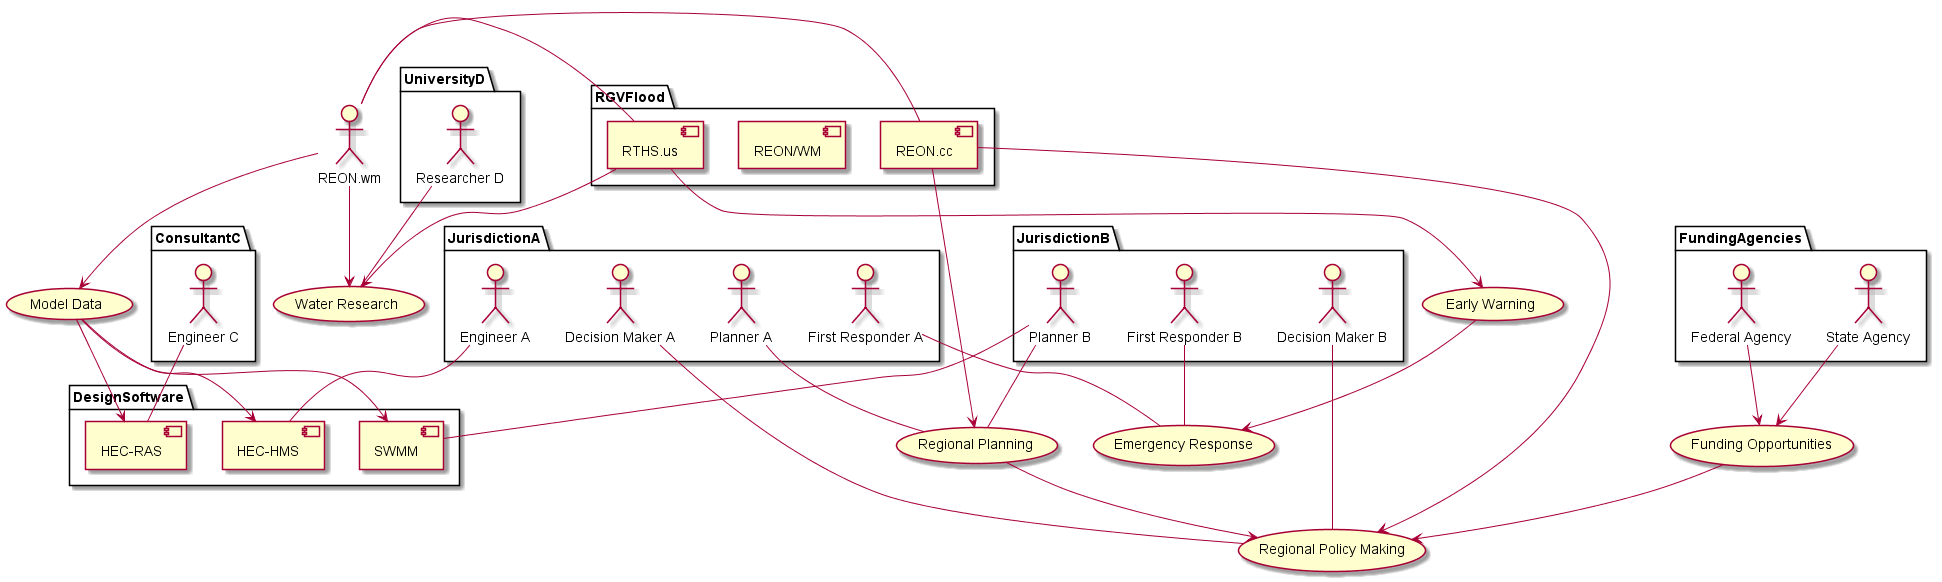 UniversityD
RGVFlood
RTHS.us
REON/WM
REON.cc
REON.wm
Researcher D
ConsultantC
JurisdictionA
JurisdictionB
FundingAgencies
Model Data
Engineer C
Water Research
Engineer A
Decision Maker A
Planner A
First Responder A
Planner B
First Responder B
Decision Maker B
Early Warning
Federal Agency
State Agency
DesignSoftware
HEC-RAS
HEC-HMS
SWMM
Regional Planning
Emergency Response
Funding Opportunities
Regional Policy Making